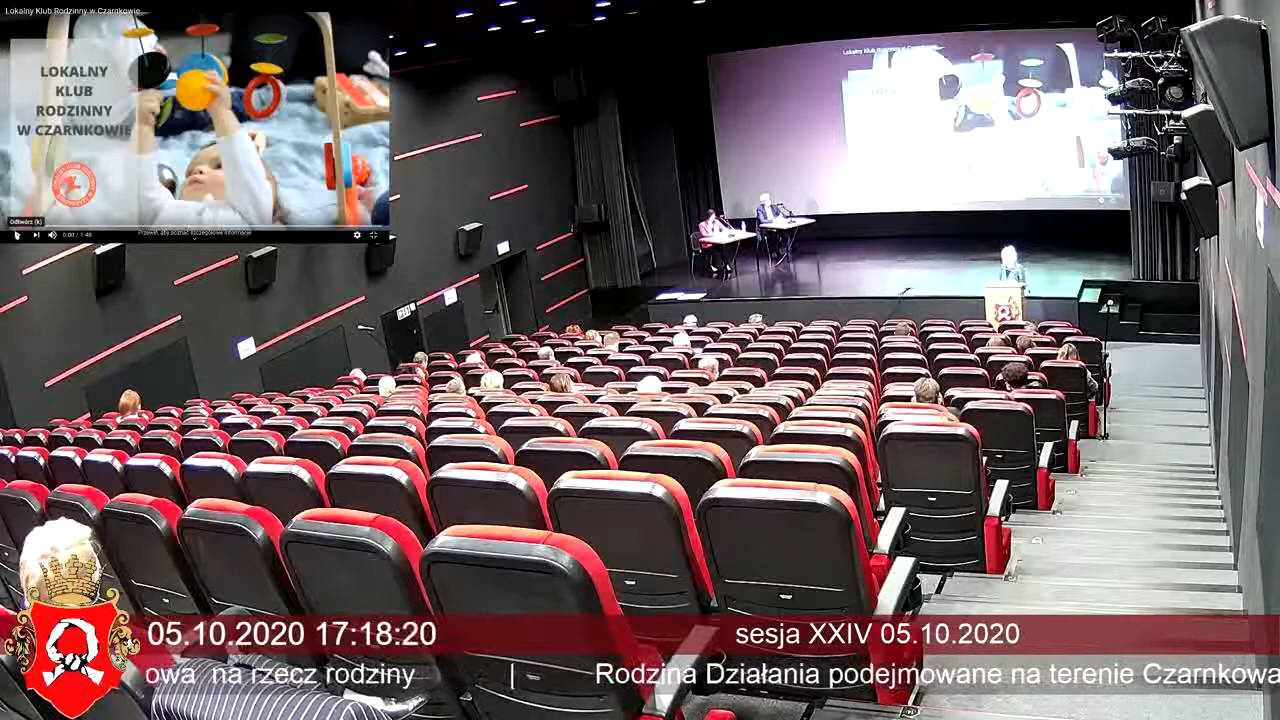 Lokalny Klub Rodzinny w Czarnkowie
LOKALNY
KLUB
RODZINNY
W CZARNKOWIE
Odtwórz (k)
0:00 / 1:48
Przewiń, aby poznać szczegółowe informacje
05.10.2020 17:18:20
sesja XXIV 05.10.2020
owa na rzecz rodziny | Rodzina Działania podejmowane na terenie Czarnkowa